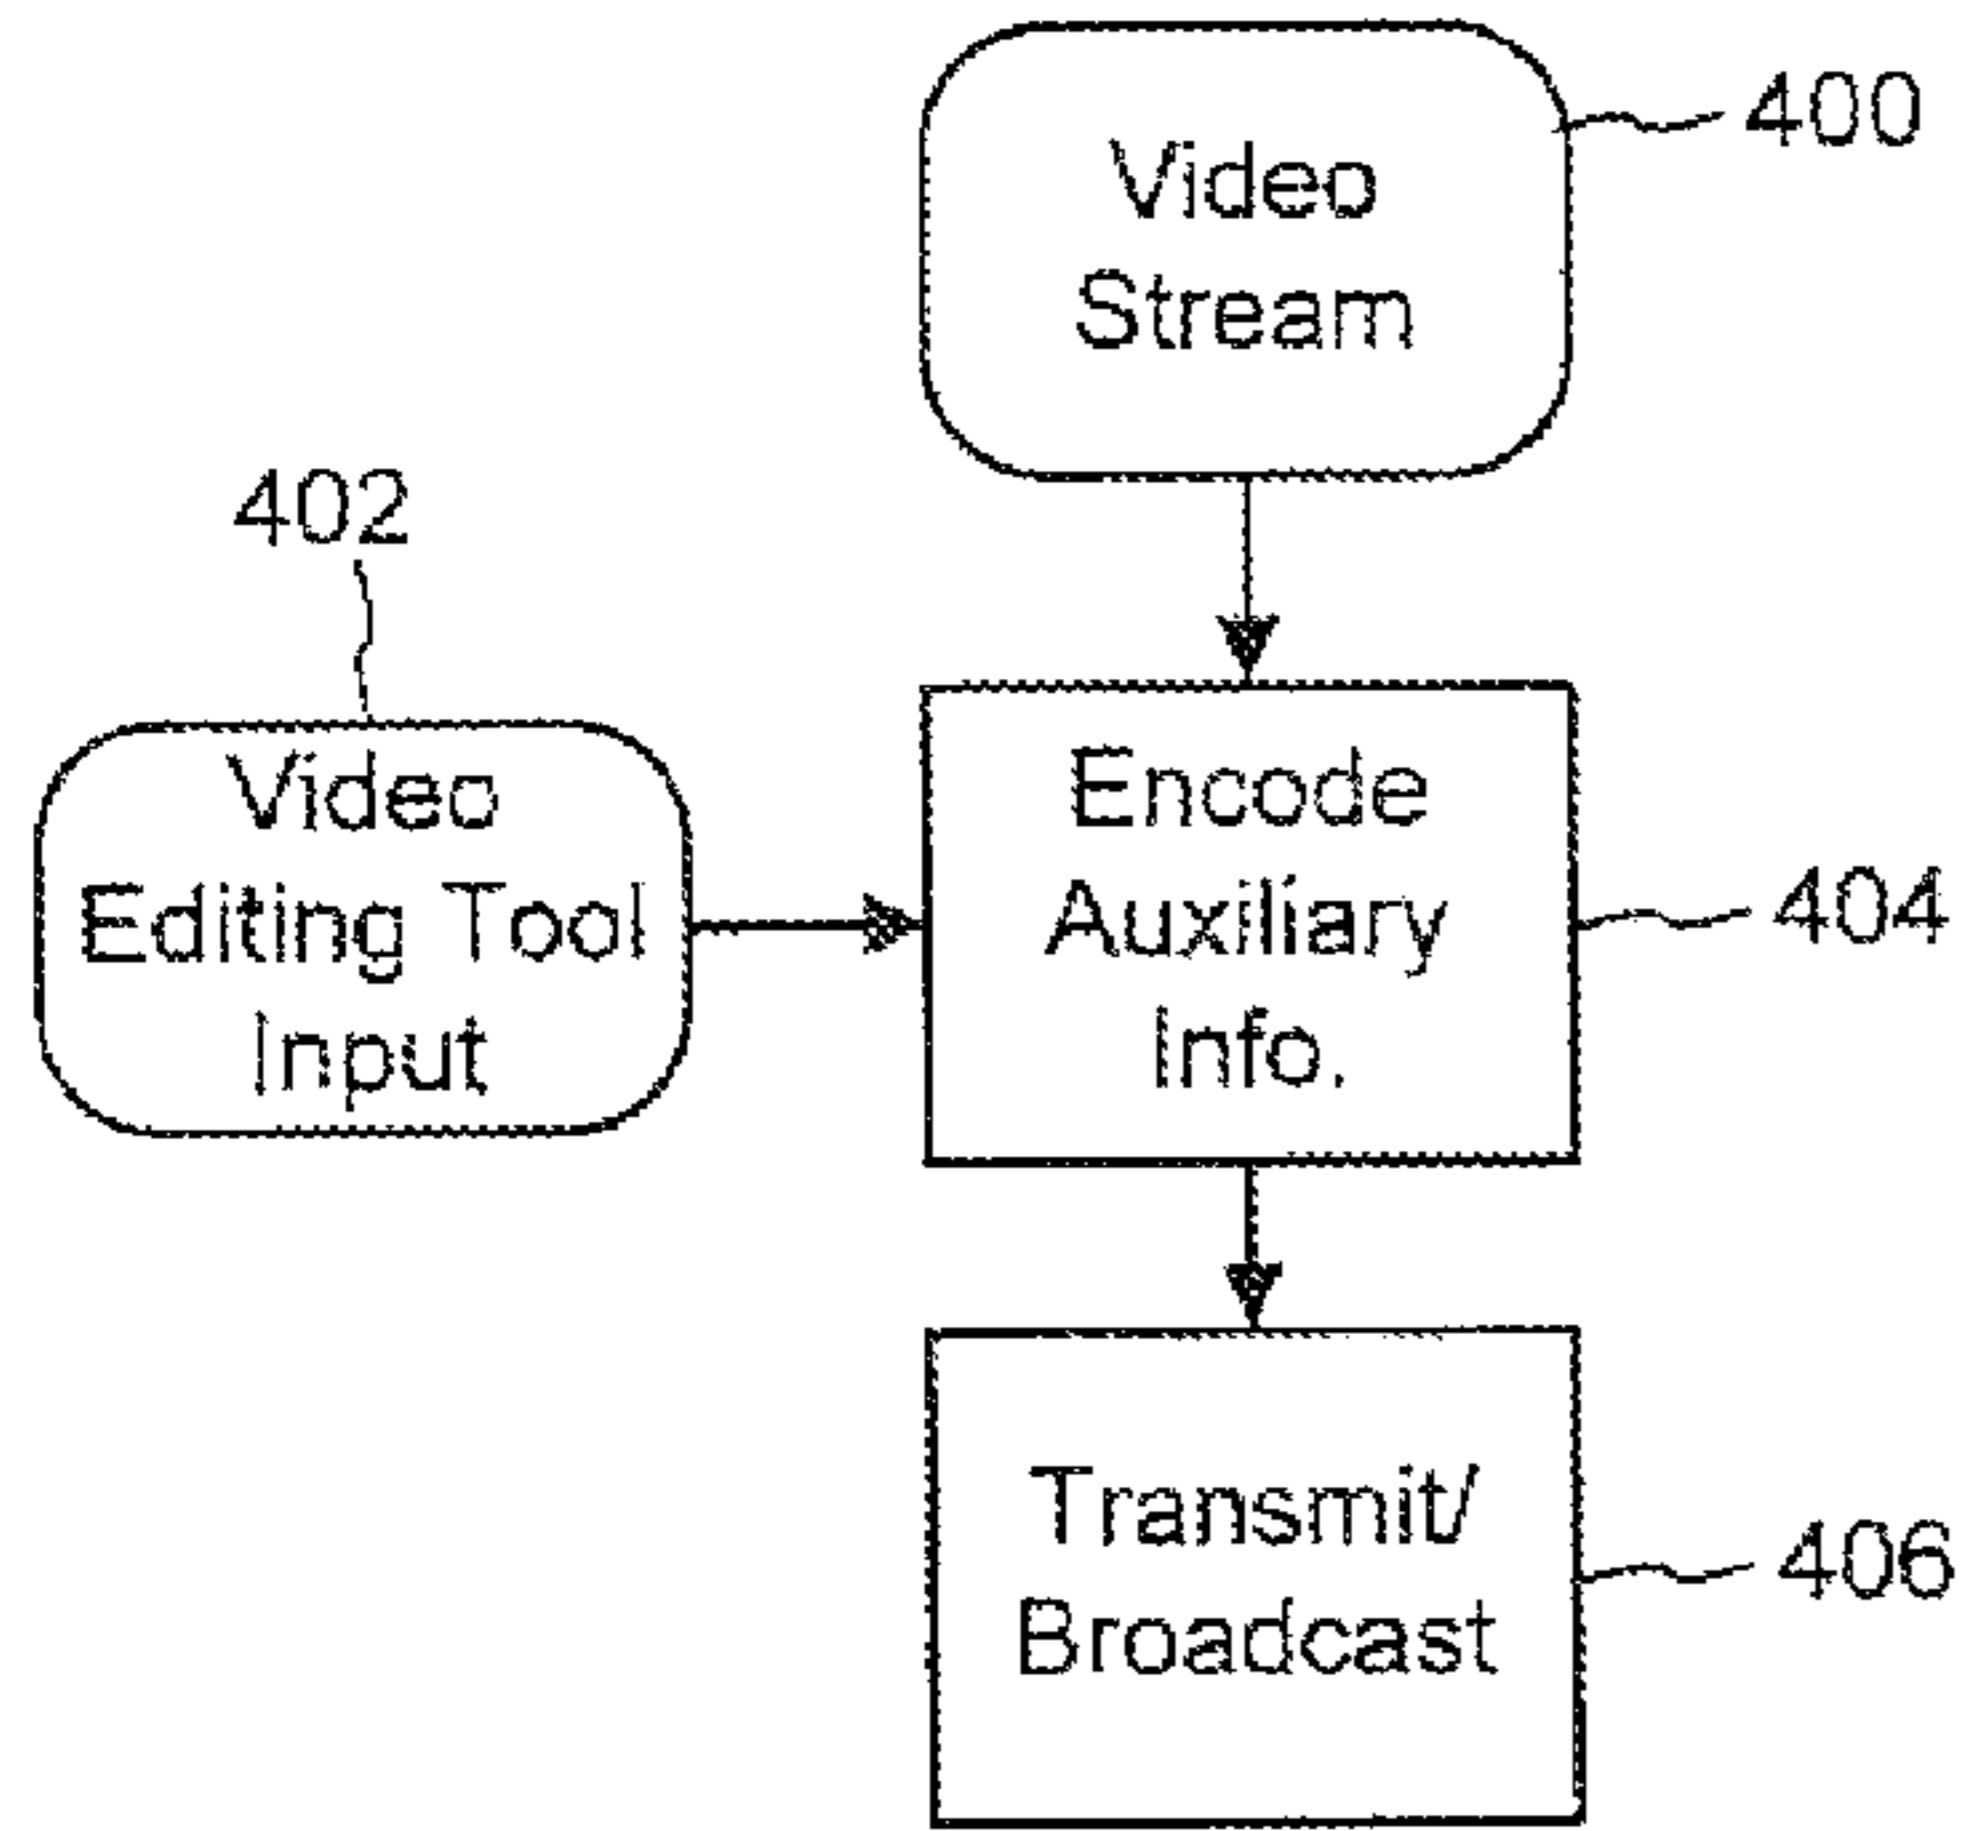 400
Video
Stream
402
Video
Editing Tool
Input
Encode
Auxiliary
Info.
404
Transmit/
Broadcast
406